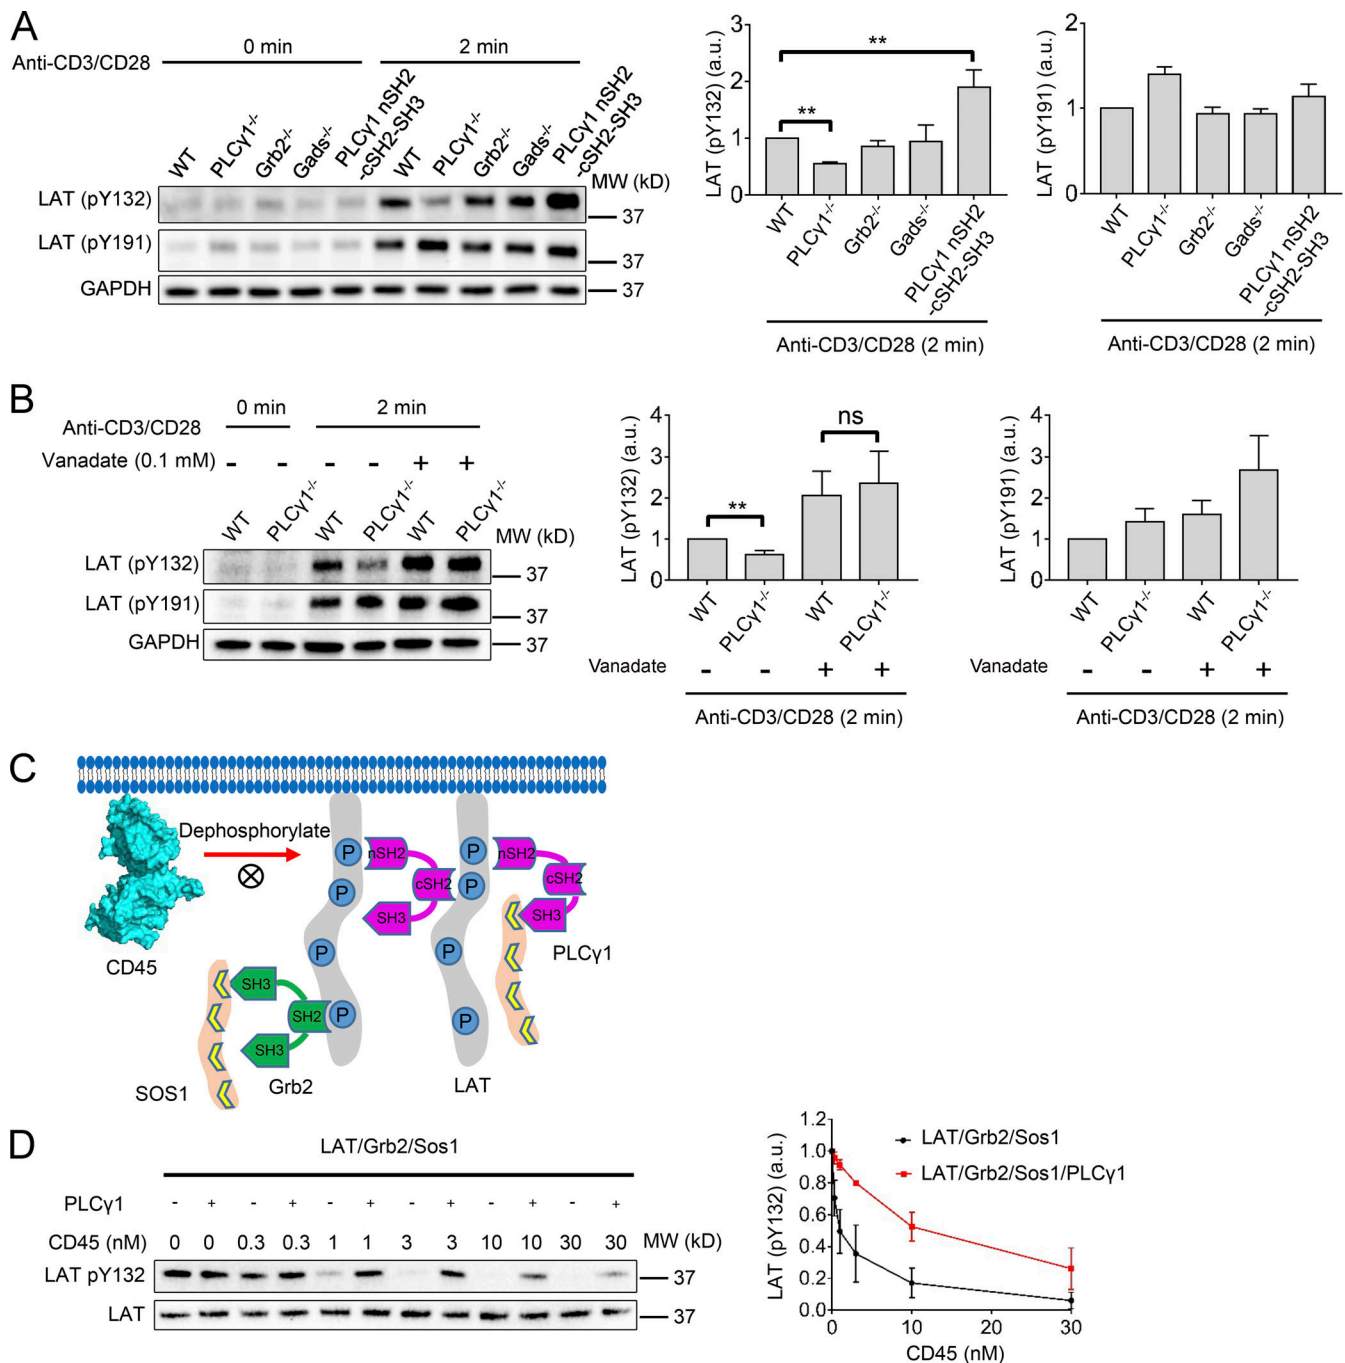 A
Anti-CD3/CD28
0 min
2 min
WT
PLCγ1-/-
Grb2-/-
Gads-/-
PLCγ1 nSH2
-cSH2-SH3
WT
PLCγ1-/-
Grb2-/-
Gads-/-
PLCγ1 nSH2
-cSH2-SH3
MW (kD)
LAT (pY132)
37
LAT (pY191)
37
GAPDH
37
LAT (pY132) (a.u.)
3
2
1
0
**
**
WT
PLCγ1-/-
Grb2-/-
Gads-/-
PLCγ1 nSH2
-cSH2-SH3
Anti-CD3/CD28 (2 min)
LAT (pY191) (a.u.)
2
1
0
WT
PLCγ1-/-
Grb2-/-
Gads-/-
PLCγ1 nSH2
-cSH2-SH3
Anti-CD3/CD28 (2 min)
B
0 min
2 min
Anti-CD3/CD28
Vanadate (0.1 mM) - - - - + +
WT
PLCγ1-/-
WT
PLCγ1-/-
WT
PLCγ1-/-
MW (kD)
LAT (pY132)
37
LAT (pY191)
37
GAPDH
37
LAT (pY132) (a.u.)
4
3
2
1
0
**
ns
WT
PLCγ1-/-
WT
PLCγ1-/-
Vanadate - - + +
Anti-CD3/CD28 (2 min)
LAT (pY191) (a.u.)
4
3
2
1
0
WT
PLCγ1-/-
WT
PLCγ1-/-
Vanadate - - + +
Anti-CD3/CD28 (2 min)
C
Dephosphorylate
CD45
P
P
P
P
nSH2
cSH2
SH3
P
P
P
P
nSH2
cSH2
SH3
PLCγ1
SH3
SH2
SH3
SOS1
Grb2
LAT
D
LAT/Grb2/Sos1
PLCγ1 - + - + - + - + - + - +
CD45 (nM) 0 0 0.3 0.3 1 1 3 3 10 10 30 30 MW (kD)
LAT pY132
37
LAT
37
LAT (pY132) (a.u.)
1.2
1.0
0.8
0.6
0.4
0.2
0.0
LAT/Grb2/Sos1
LAT/Grb2/Sos1/PLCγ1
0 10 20 30
CD45 (nM)